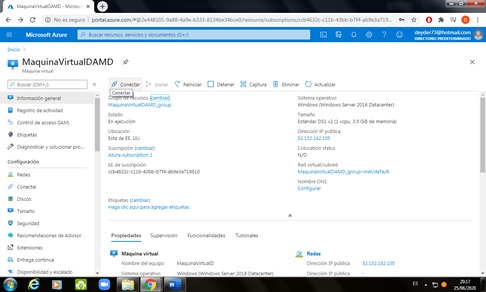 MaquinaVirtualDAMD - Microsoft
No es seguro | portal.azure.com/#@2e448105-9a88-4a9e-b333-8134be34bce0/resource/subscriptions/ccb4632c-c11b-43bb-b7f4-ab9e3a719...
Microsoft Azure
Buscar recursos, servicios y documentos (G+/)
deyder73@hotmail.com
DIRECTORIO PREDETERMINADO
Inicio >
MaquinaVirtualDAMD
Máquina virtual
Buscar (Ctrl+/)
Conectar
Iniciar
Reiniciar
Detener
Captura
Eliminar
Actualizar
Conectar
Información general
Registro de actividad
Control de acceso (IAM)
Etiquetas
Diagnosticar y solucionar pro
Configuración
Redes
Conectar
Discos
Tamaño
Seguridad
Recomendaciones de Advisor
Extensiones
Entrega continua
Disponibilidad y escalado
Grupo de recursos (cambiar)
MaquinaVirtualDAMD_group
Estado
En ejecución
Ubicación
Este de EE. UU.
Suscripción (cambiar)
Azure subscription 1
Id. de suscripción
ccb4632c-c11b-43bb-b7f4-ab9e3a719610
Etiquetas (cambiar)
Haga clic aquí para agregar etiquetas.
Sistema operativo
Windows (Windows Server 2016 Datacenter)
Tamaño
Estándar DS1 v2 (1 vcpu, 3.5 GiB de memoria)
Dirección IP pública
52.152.162.105
Colocation status
N/D
Red virtual/subred
MaquinaVirtualDAMD_group-vnet/default
Nombre DNS
Configurar
Propiedades
Supervisión
Funcionalidades
Tutoriales
Máquina virtual
Nombre del equipo
MaquinaVirtualD
Sistema operativo
Windows (Windows Server 2016 Datacenter)
Redes
Dirección IP pública
52.152.162.105
Dirección IP pública
-
ES
20:17
25/06/2020